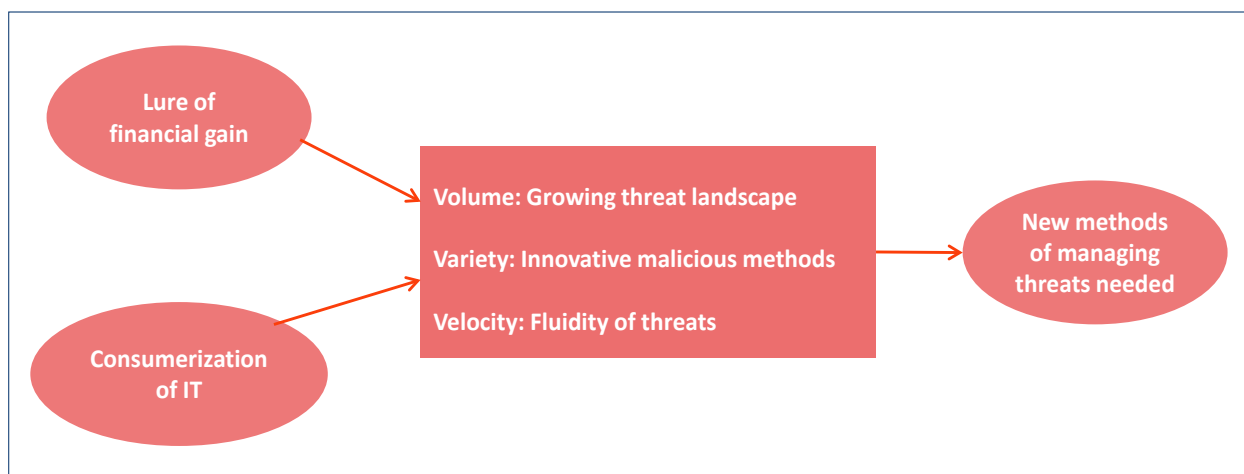 Lure of
financial gain
Consumerization
of IT
Volume: Growing threat landscape
Variety: Innovative malicious methods
Velocity: Fluidity of threats
New methods
of managing
threats needed